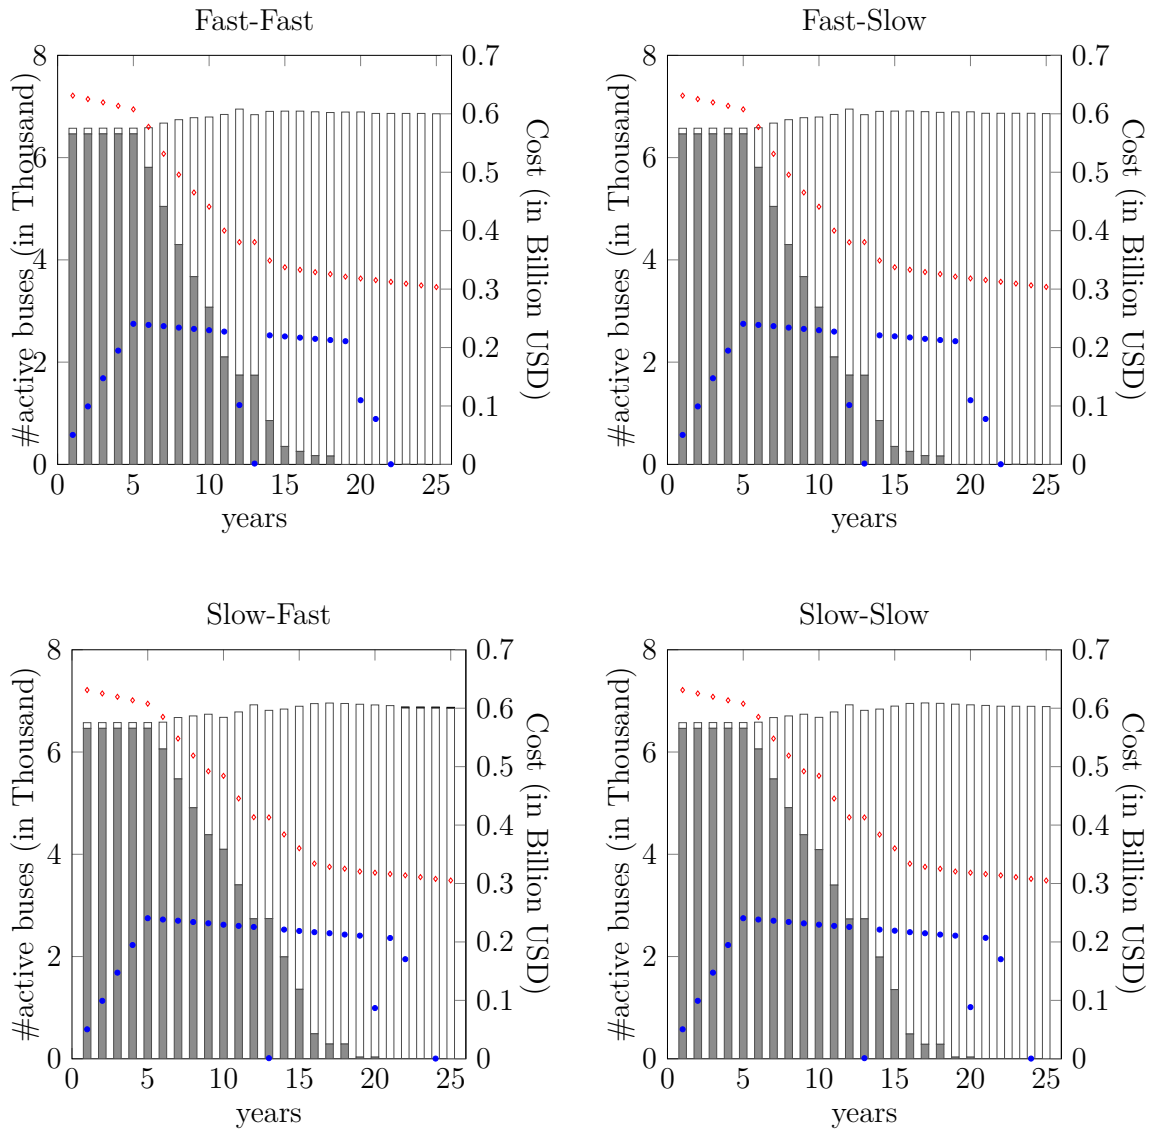 Fast-Fast
#active buses (in Thousand)
8
6
4
2
0
0.7
0.6
0.5
0.4
0.3
0.2
0.1
0
Cost (in Billion USD)
0 5 10 15 20 25
years
Fast-Slow
#active buses (in Thousand)
8
6
4
2
0
0.7
0.6
0.5
0.4
0.3
0.2
0.1
0
Cost (in Billion USD)
0 5 10 15 20 25
years
Slow-Fast
#active buses (in Thousand)
8
6
4
2
0
0.7
0.6
0.5
0.4
0.3
0.2
0.1
0
Cost (in Billion USD)
0 5 10 15 20 25
years
Slow-Slow
#active buses (in Thousand)
8
6
4
2
0
0.7
0.6
0.5
0.4
0.3
0.2
0.1
0
Cost (in Billion USD)
0 5 10 15 20 25
years